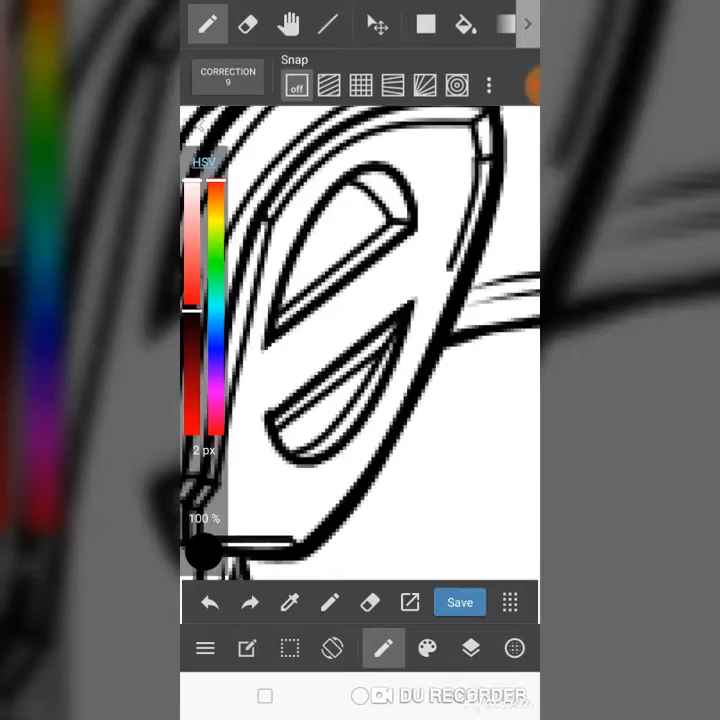 Snap
CORRECTION
9
off
HSV
2 px
100 %
Save
DU RECORDER